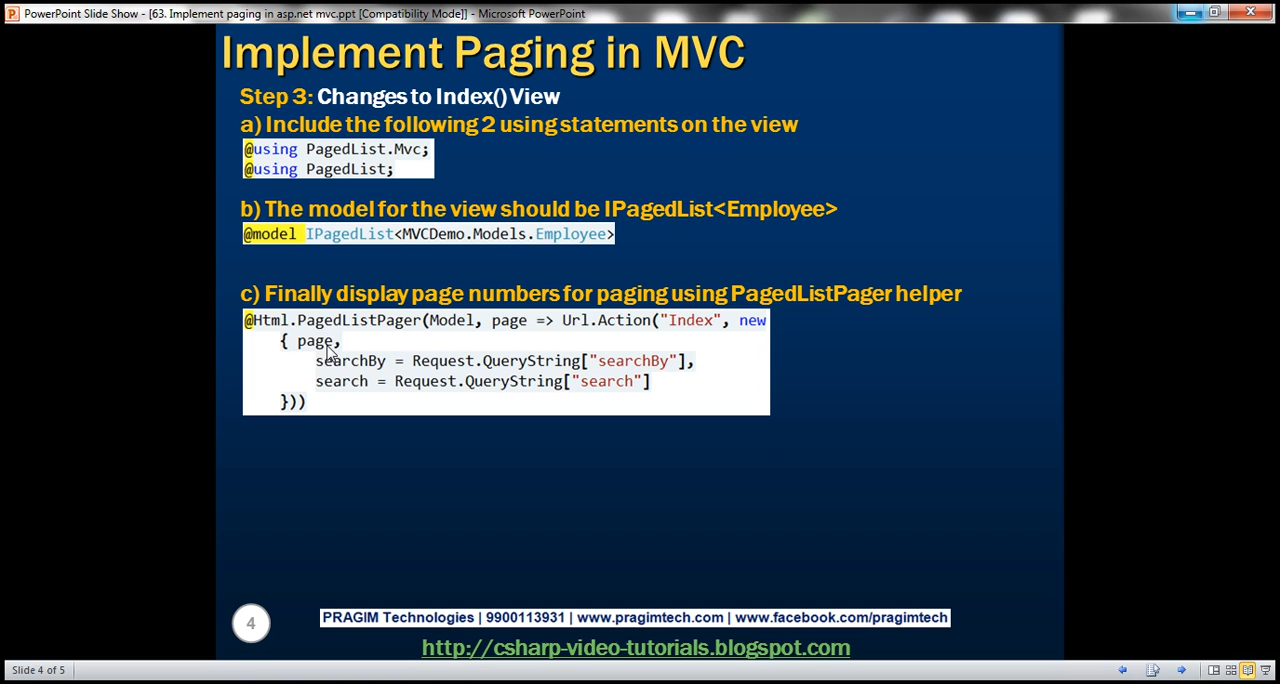 PowerPoint Slide Show - [63. Implement paging in asp.net mvc.ppt [Compatibility Mode]] - Microsoft PowerPoint
Implement Paging in MVC
Step 3: Changes to Index() View
a) Include the following 2 using statements on the view
@using PagedList.Mvc;
@using PagedList;
b) The model for the view should be IPagedList<Employee>
@model IPagedList<MVCDemo.Models.Employee>
c) Finally display page numbers for paging using PagedListPager helper
@Html.PagedListPager(Model, page => Url.Action("Index", new
{ page,
searchBy = Request.QueryString["searchBy"],
search = Request.QueryString["search"]
}))
4
PRAGIM Technologies | 9900113931 | www.pragimtech.com | www.facebook.com/pragimtech
http://csharp-video-tutorials.blogspot.com
Slide 4 of 5